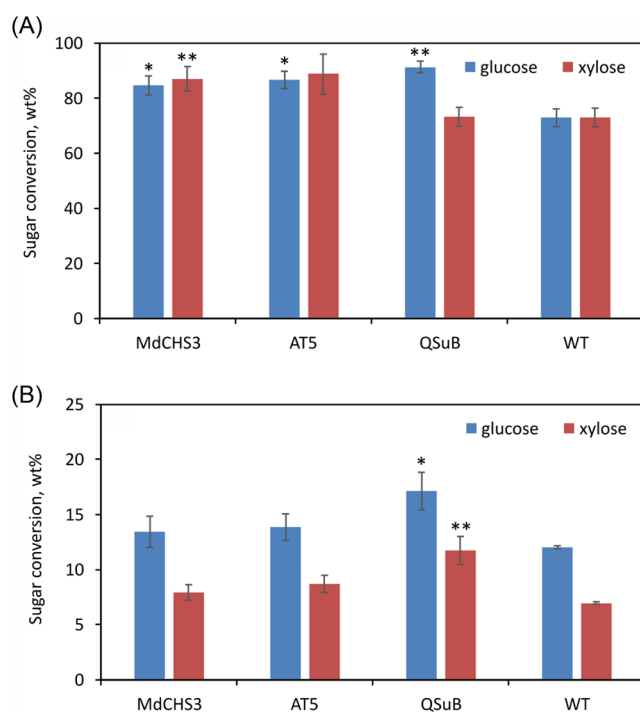 (A)
Sugar conversion, wt%
100
80
60
40
20
0
* ** * **
glucose xylose
MdCHS3 AT5 QSuB WT
(B)
Sugar conversion, wt%
25
20
15
10
5
0
* **
glucose xylose
MdCHS3 AT5 QSuB WT